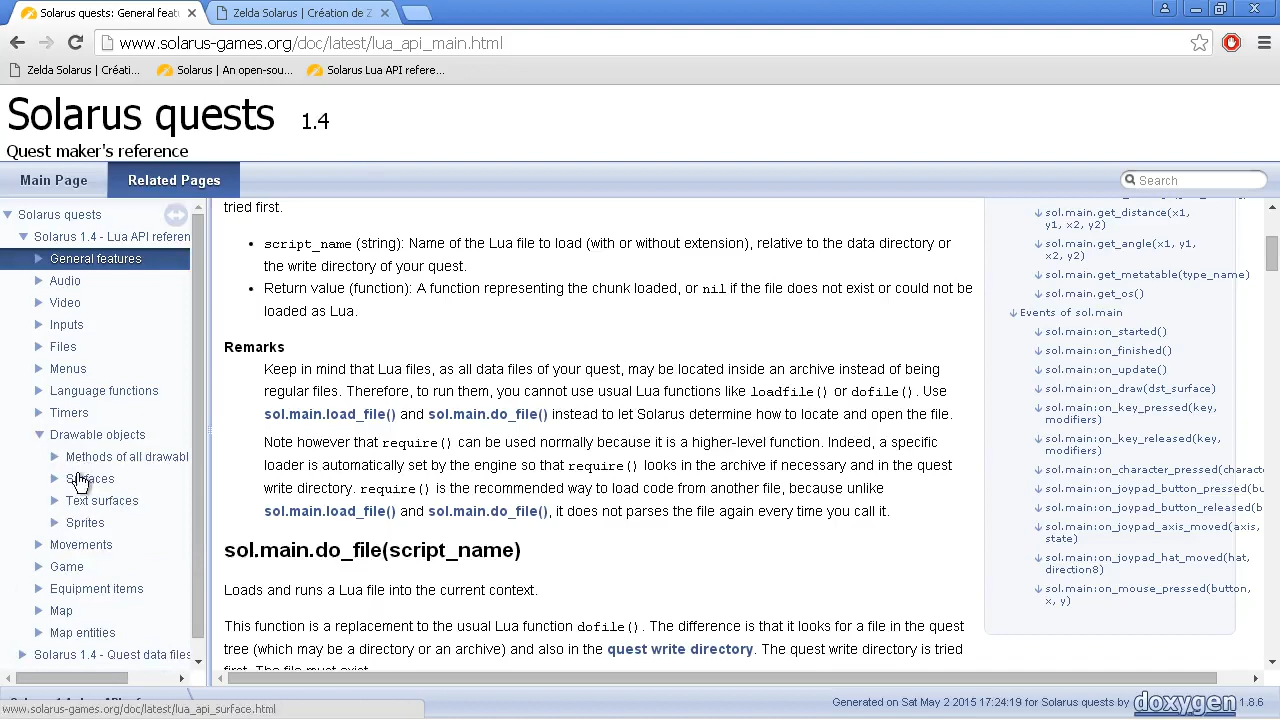 Solarus quests: General feat
Zelda Solarus | Création de Z
www.solarus-games.org/doc/latest/lua_api_main.html
Zelda Solarus | Créati...
Solarus | An open-sou...
Solarus Lua API refere...
Solarus quests 1.4
Quest maker's reference
Main Page
Related Pages
Search
Solarus quests
Solarus 1.4 - Lua API referen
General features
Audio
Video
Inputs
Files
Menus
Language functions
Timers
Drawable objects
Methods of all drawabl
Surfaces
Text surfaces
Sprites
Movements
Game
Equipment items
Map
Map entities
Solarus 1.4 - Quest data files
tried first.
• script_name (string): Name of the Lua file to load (with or without extension), relative to the data directory or
the write directory of your quest.
• Return value (function): A function representing the chunk loaded, or nil if the file does not exist or could not be
loaded as Lua.
Remarks
Keep in mind that Lua files, as all data files of your quest, may be located inside an archive instead of being
regular files. Therefore, to run them, you cannot use usual Lua functions like loadfile() or dofile(). Use
sol.main.load_file() and sol.main.do_file() instead to let Solarus determine how to locate and open the file.
Note however that require() can be used normally because it is a higher-level function. Indeed, a specific
loader is automatically set by the engine so that require() looks in the archive if necessary and in the quest
write directory. require() is the recommended way to load code from another file, because unlike
sol.main.load_file() and sol.main.do_file(), it does not parses the file again every time you call it.
sol.main.do_file(script_name)
Loads and runs a Lua file into the current context.
This function is a replacement to the usual Lua function dofile(). The difference is that it looks for a file in the quest
tree (which may be a directory or an archive) and also in the quest write directory. The quest write directory is tried
first. The file must exist.
sol.main.get_distance(x1,
y1, x2, y2)
sol.main.get_angle(x1, y1,
x2, y2)
sol.main.get_metatable(type_name)
sol.main.get_os()
Events of sol.main
sol.main:on_started()
sol.main:on_finished()
sol.main:on_update()
sol.main:on_draw(dst_surface)
sol.main:on_key_pressed(key,
modifiers)
sol.main:on_key_released(key,
modifiers)
sol.main:on_character_pressed(characte
sol.main:on_joypad_button_pressed(bu
sol.main:on_joypad_button_released(b
sol.main:on_joypad_axis_moved(axis,
state)
sol.main:on_joypad_hat_moved(hat,
direction8)
sol.main:on_mouse_pressed(button,
x, y)
www.solarus-games.org/doc/latest/lua_api_surface.html
Generated on Sat May 2 2015 17:24:19 for Solarus quests by doxygen 1.8.6